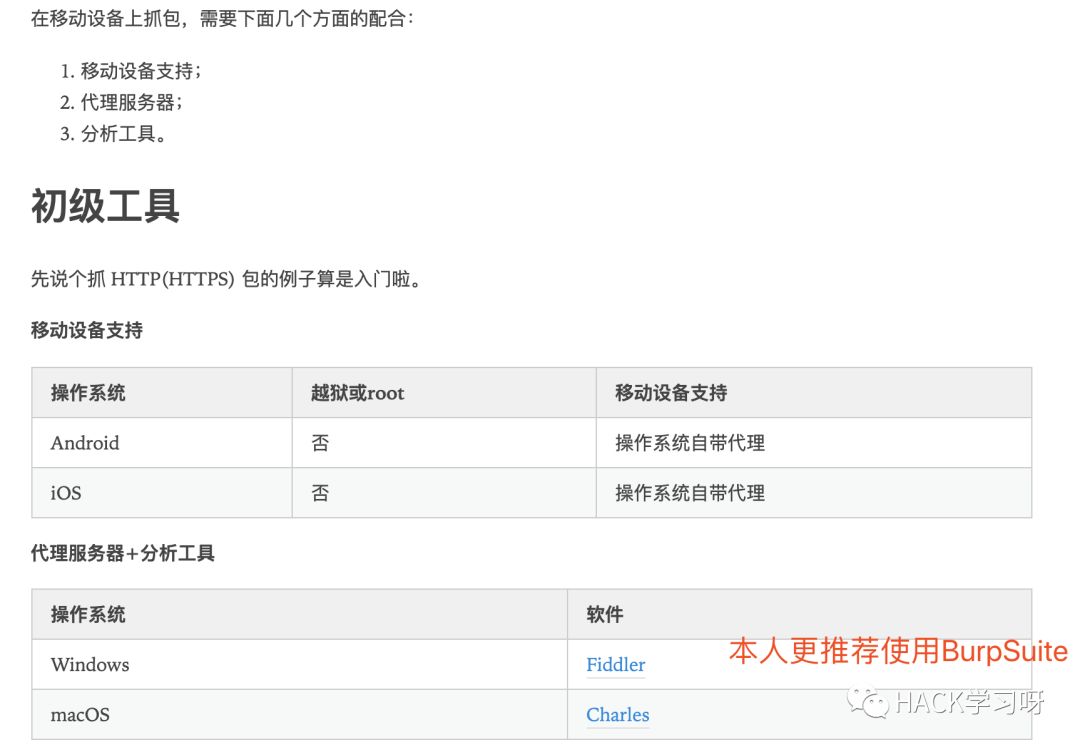 在移动设备上抓包，需要下面几个方面的配合：
1. 移动设备支持；
2. 代理服务器；
3. 分析工具。
初级工具
先说个抓 HTTP(HTTPS) 包的例子算是入门啦。
移动设备支持
操作系统 越狱或root 移动设备支持
Android 否 操作系统自带代理
iOS 否 操作系统自带代理
代理服务器+分析工具
操作系统 软件
本人更推荐使用BurpSuite
Windows Fiddler
macOS Charles
HACK学习呀